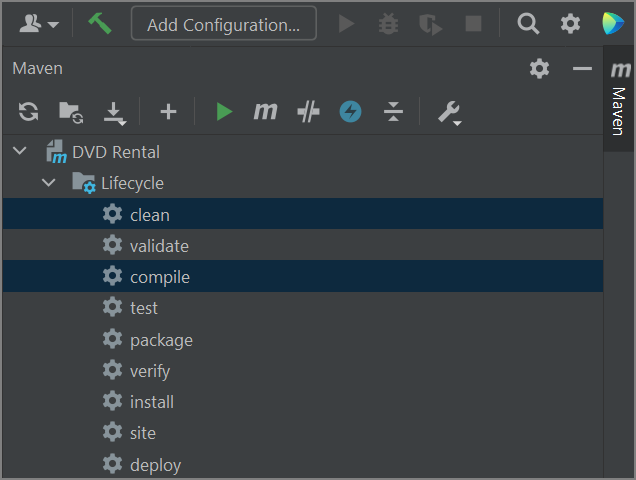 Add Configuration...
Maven
m
Maven
m
m DVD Rental
Lifecycle
clean
validate
compile
test
package
verify
install
site
deploy